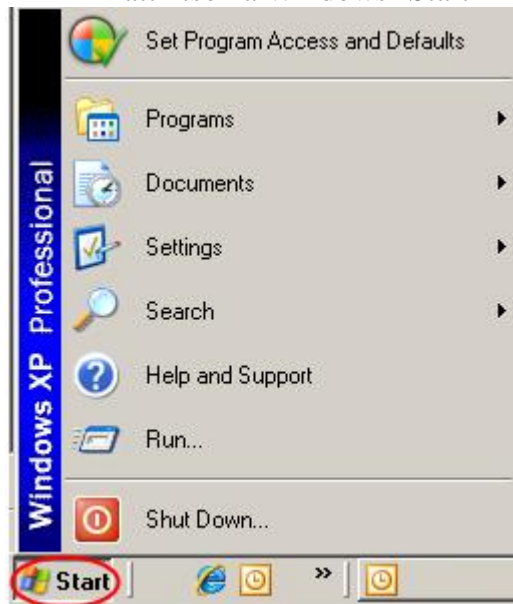 Set Program Access and Defaults
Programs
Documents
Settings
Search
Help and Support
Run...
Shut Down...
Windows XP Professional
Start
»